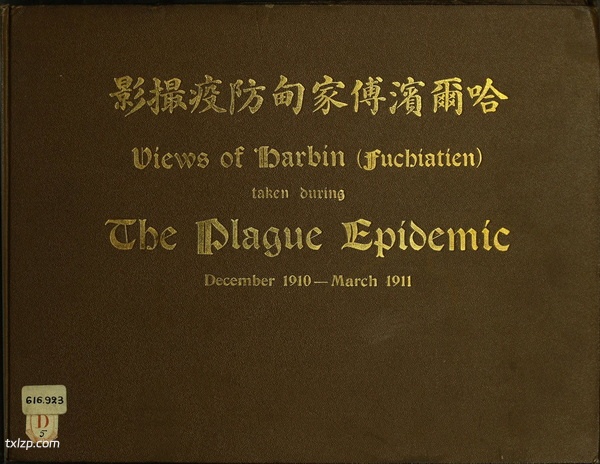 哈爾濱傅家甸防疫撮影
Views of Harbin (Fuchiatien)
taken during
The Plague Epidemic
December 1910—March 1911
616.923
D
5
txlzp.com